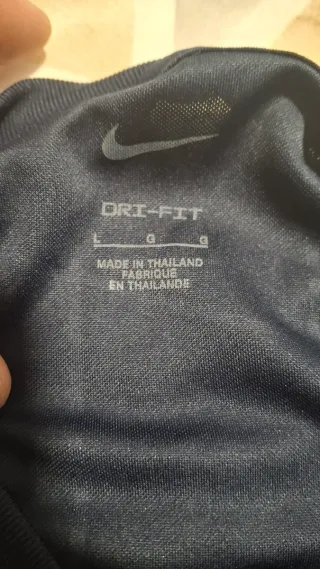 DRI-FIT
L G G
MADE IN THAILAND
FABRIQUE
EN THAILANDE